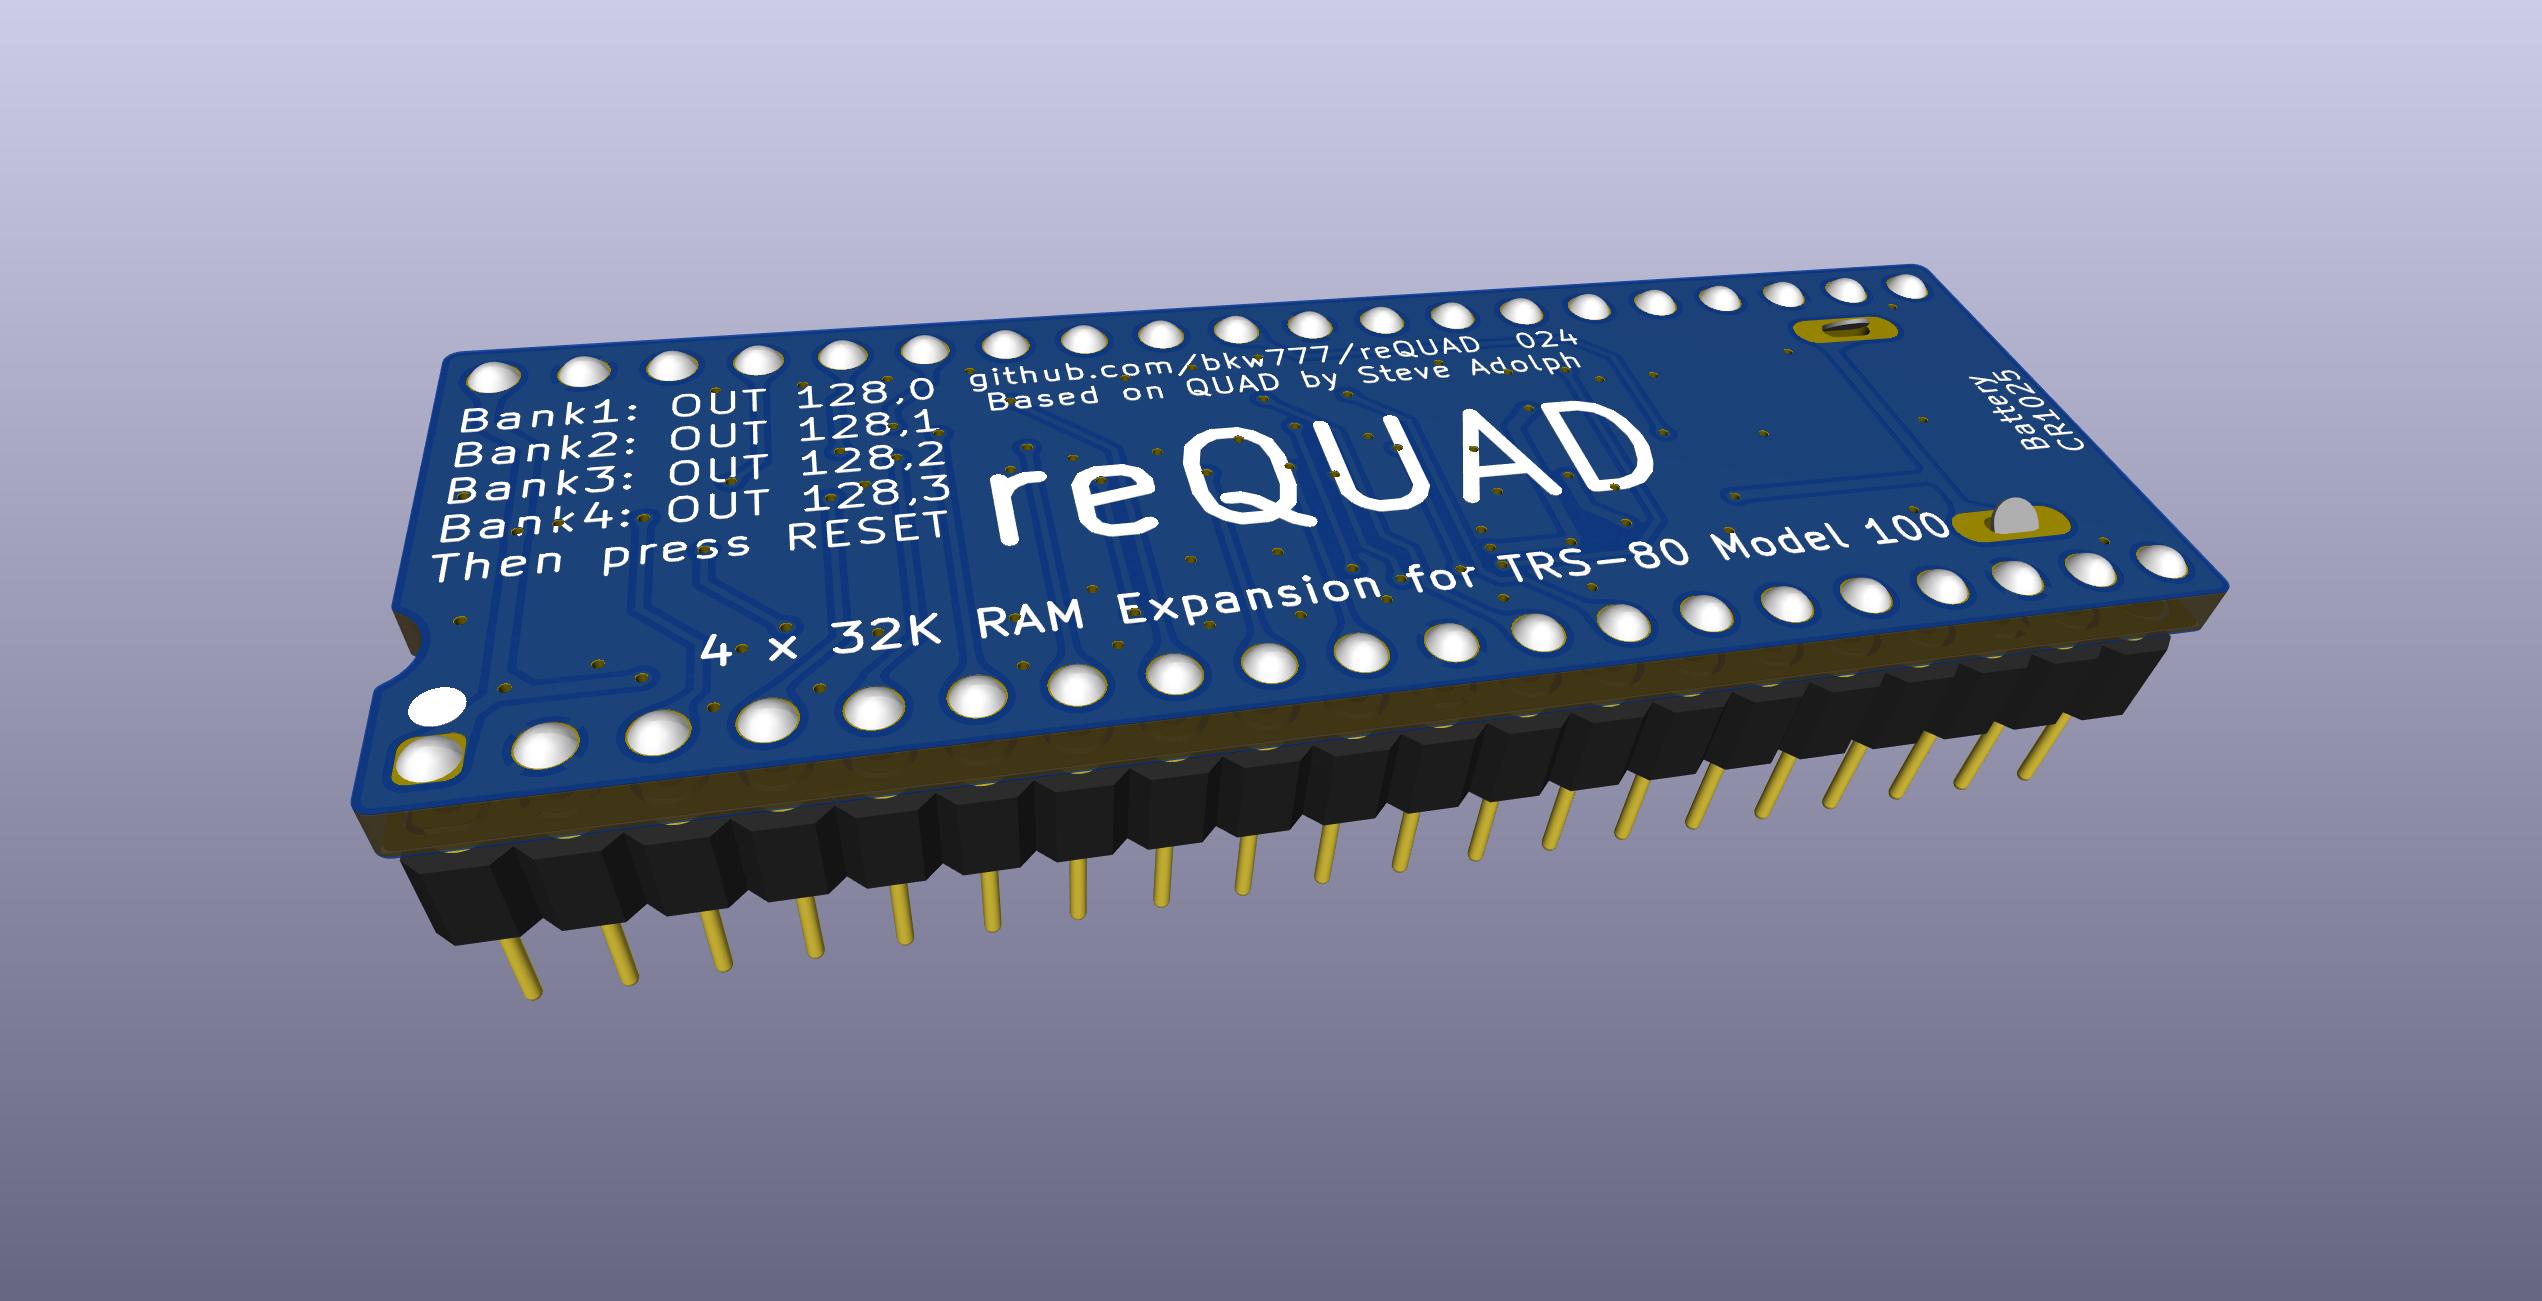 github.com/bkw777/reQUAD 024
Based on QUAD by Steve Adolph
Bank1: OUT 128,0
Bank2: OUT 128,1
Bank3: OUT 128,2
Bank4: OUT 128,3
Then press RESET
reQUAD
4 x 32K RAM Expansion for TRS-80 Model 100
Battery
CR1025